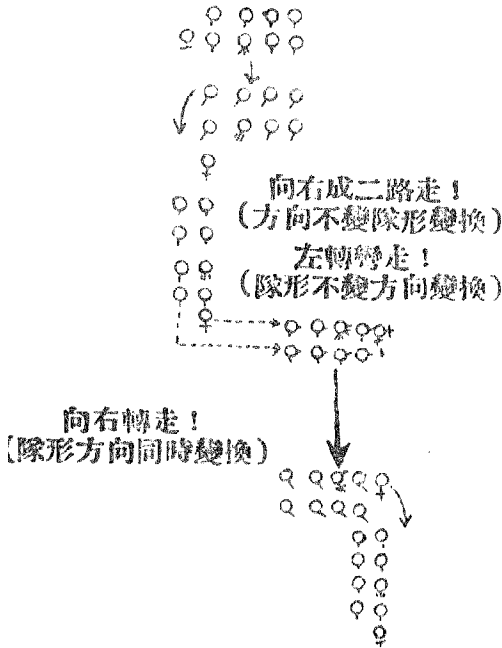 向右成二路走！
(方向不變隊形變換)
左轉彎走！
(隊形不變方向變換)
向右轉走！
(隊形方向同時變換)